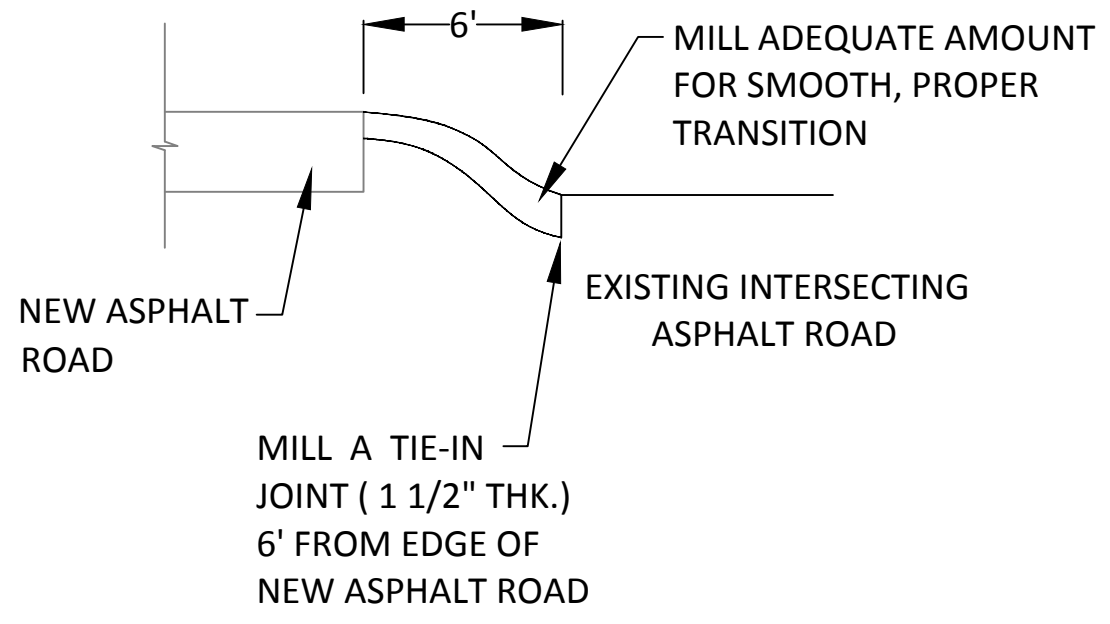 6'
MILL ADEQUATE AMOUNT
FOR SMOOTH, PROPER
TRANSITION
NEW ASPHALT
ROAD
EXISTING INTERSECTING
ASPHALT ROAD
MILL A TIE-IN
JOINT ( 1 1/2" THK.)
6' FROM EDGE OF
NEW ASPHALT ROAD